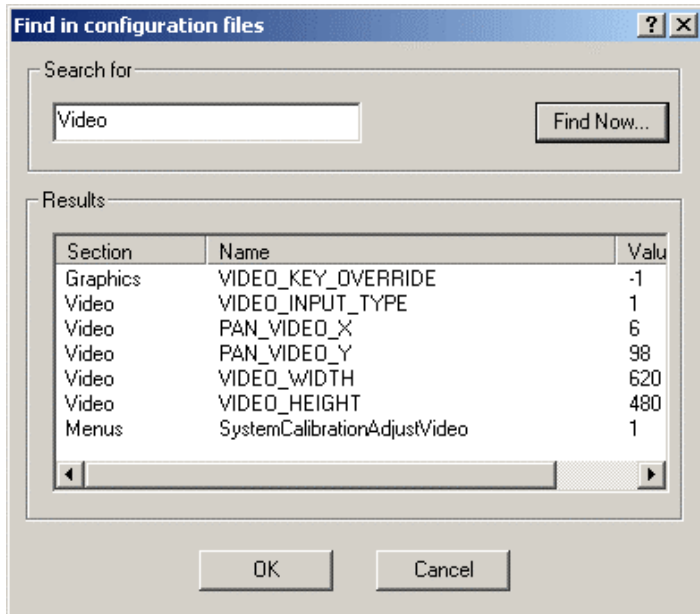 Find in configuration files
Search for
Video
Find Now...
Results
Section Name Valu
Graphics VIDEO_KEY_OVERRIDE -1
Video VIDEO_INPUT_TYPE 1
Video PAN_VIDEO_X 6
Video PAN_VIDEO_Y 98
Video VIDEO_WIDTH 620
Video VIDEO_HEIGHT 480
Menus SystemCalibrationAdjustVideo 1
OK Cancel